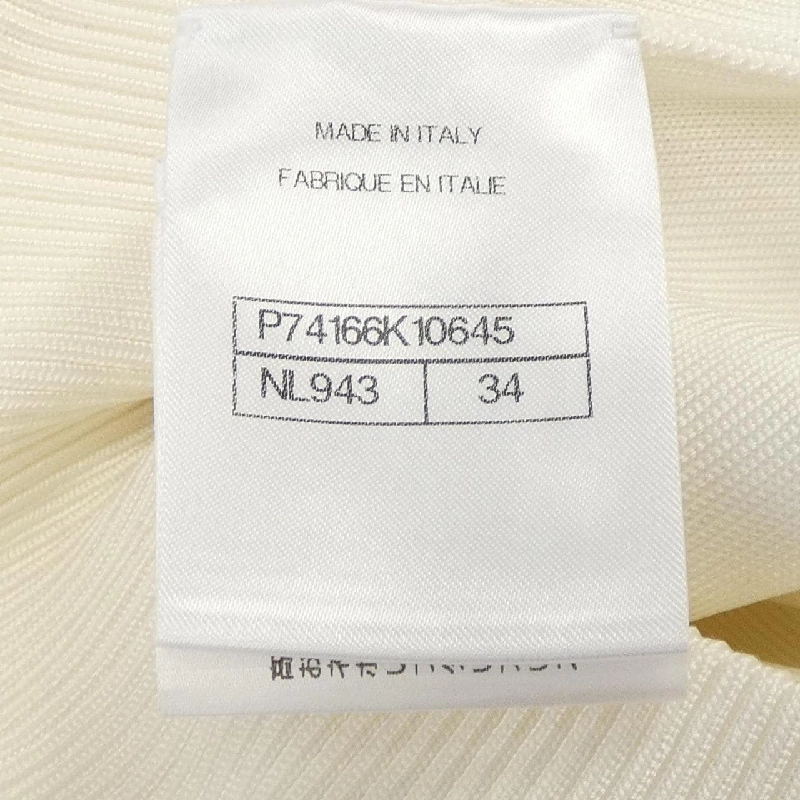 MADE IN ITALY
FABRIQUE EN ITALIE
P74166K10645
NL943 34